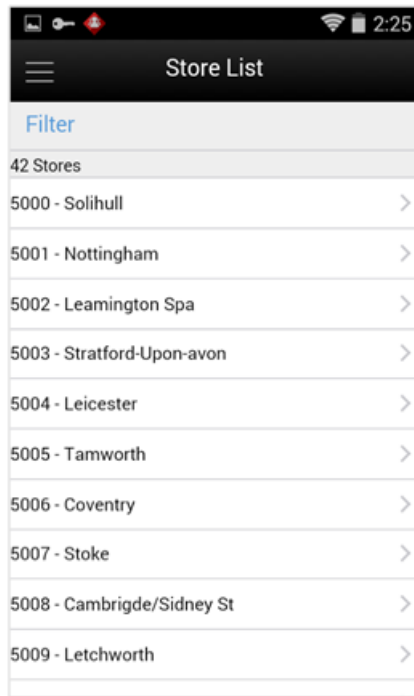 2:25
Store List
Filter
42 Stores
5000 - Solihull
5001 - Nottingham
5002 - Leamington Spa
5003 - Stratford-Upon-avon
5004 - Leicester
5005 - Tamworth
5006 - Coventry
5007 - Stoke
5008 - Cambrigde/Sidney St
5009 - Letchworth